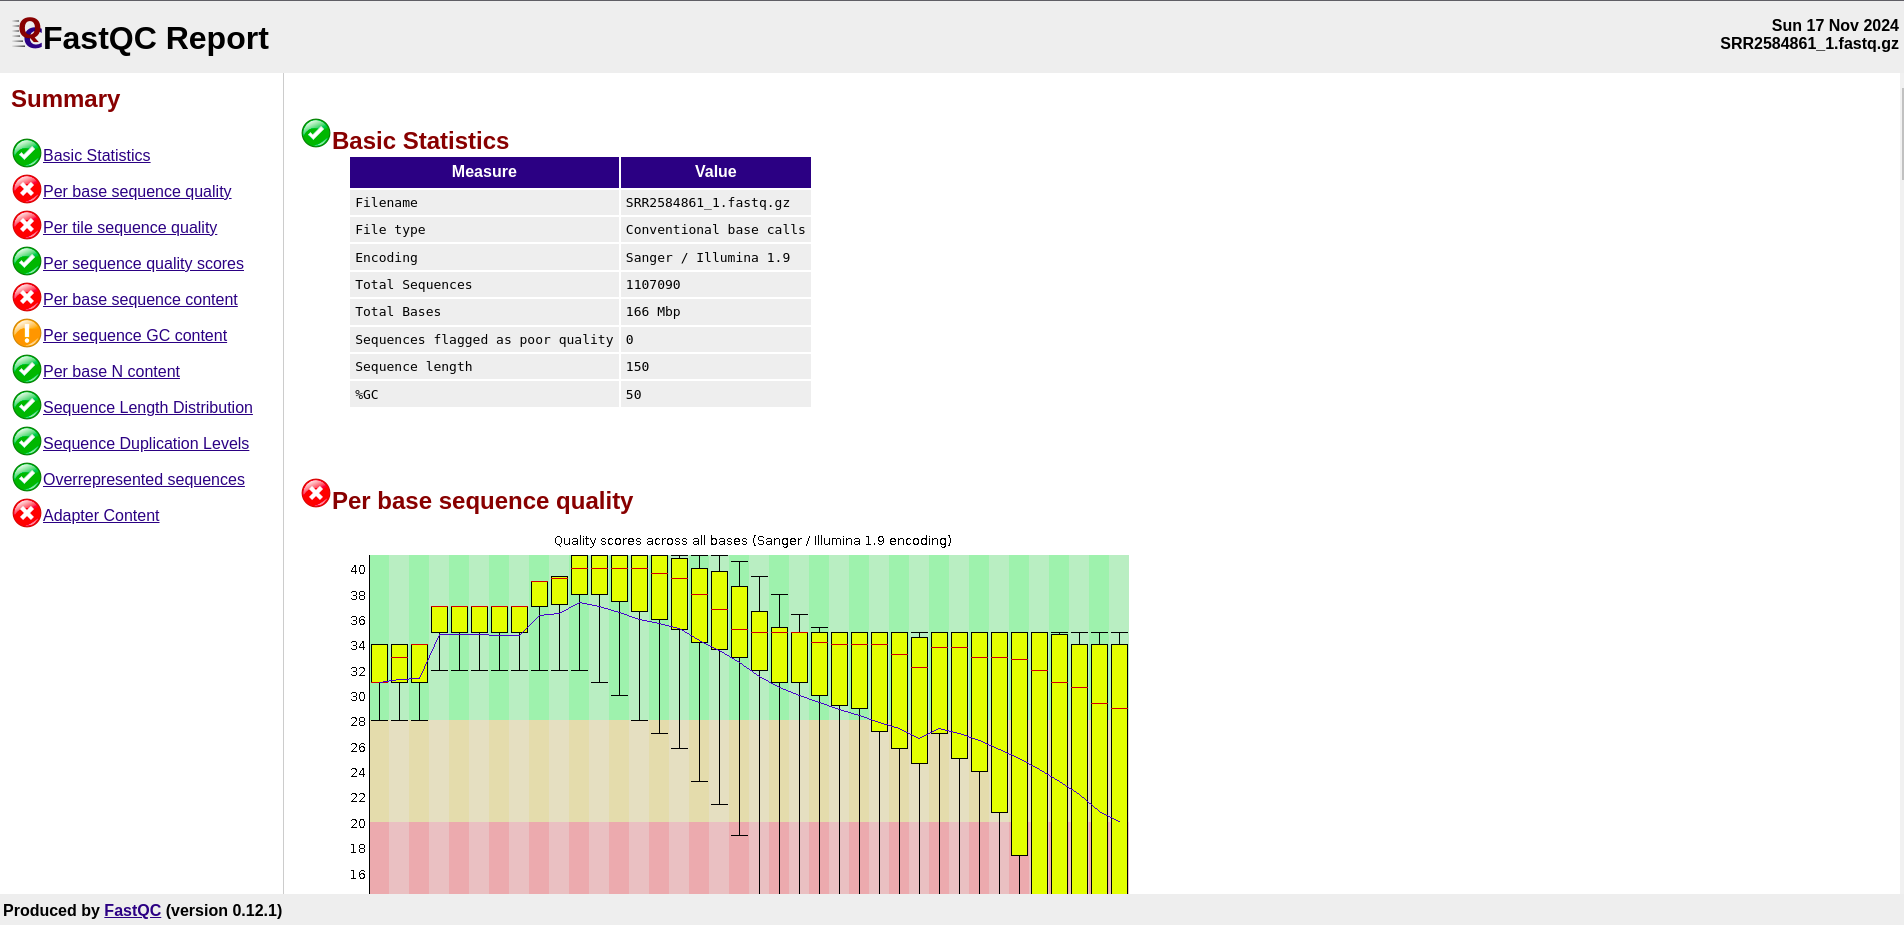 FastQC Report
Sun 17 Nov 2024
SRR2584861_1.fastq.gz
Summary
Basic Statistics
Per base sequence quality
Per tile sequence quality
Per sequence quality scores
Per base sequence content
Per sequence GC content
Per base N content
Sequence Length Distribution
Sequence Duplication Levels
Overrepresented sequences
Adapter Content
Basic Statistics
Measure Value
Filename SRR2584861_1.fastq.gz
File type Conventional base calls
Encoding Sanger / Illumina 1.9
Total Sequences 1107090
Total Bases 166 Mbp
Sequences flagged as poor quality 0
Sequence length 150
%GC 50
Per base sequence quality
Quality scores across all bases (Sanger / Illumina 1.9 encoding)
40
38
36
34
32
30
28
26
24
22
20
18
16
Produced by FastQC (version 0.12.1)